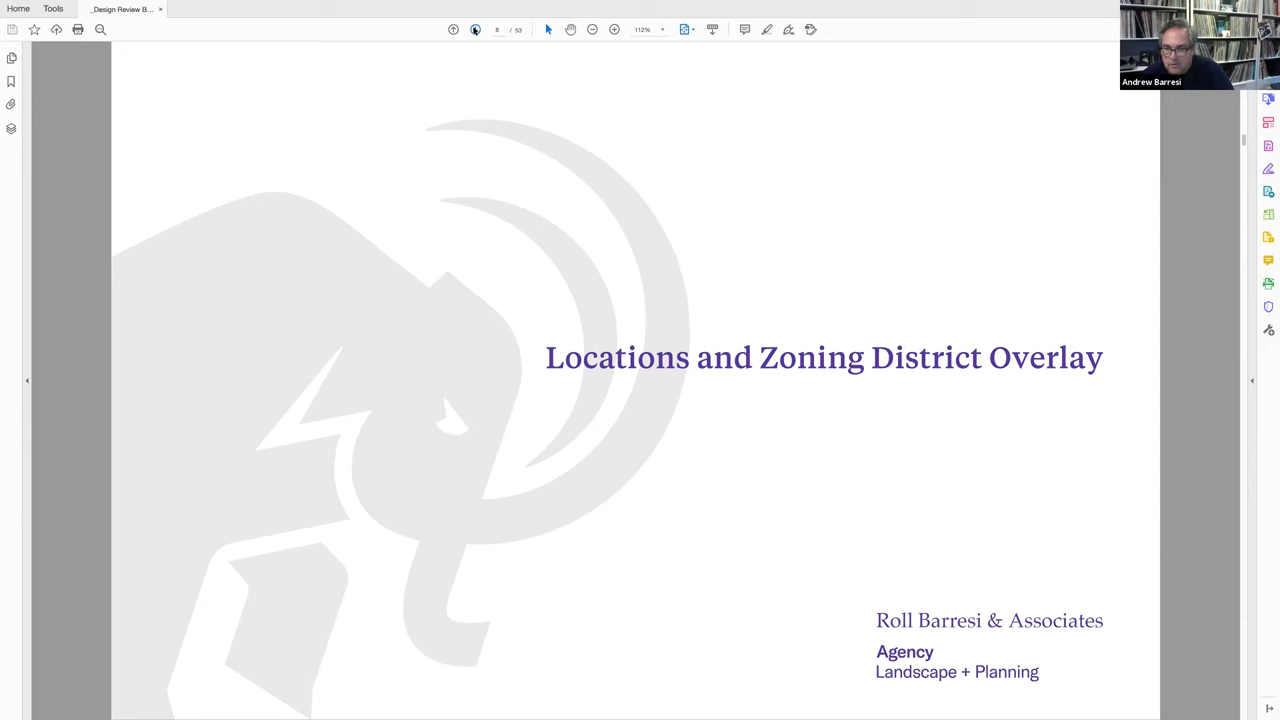 Home Tools _Design Review B... ×
8 / 53 112%
Andrew Barresi
Locations and Zoning District Overlay
Roll Barresi & Associates
Agency
Landscape + Planning